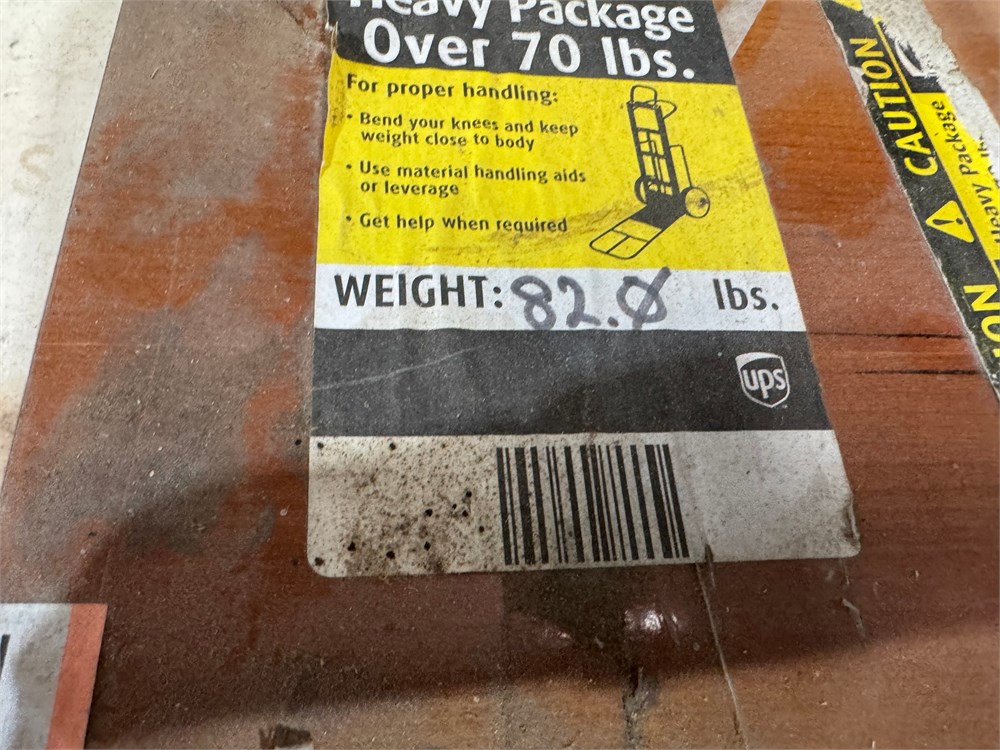 Heavy Package
Over 70 lbs.
For proper handling:
• Bend your knees and keep
weight close to body
• Use material handling aids
or leverage
• Get help when required
WEIGHT: 82.0 lbs.
ups
CAUTION
Heavy Package